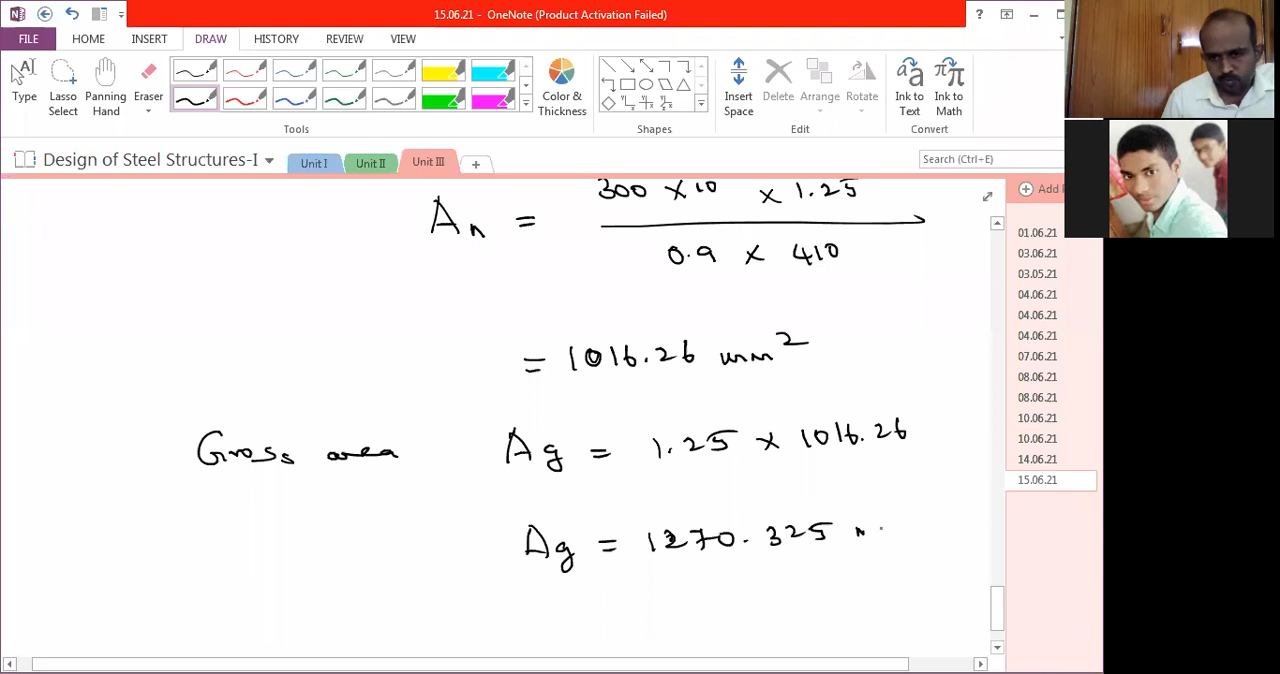 15.06.21 - OneNote (Product Activation Failed)
FILE HOME INSERT DRAW HISTORY REVIEW VIEW
Type Lasso Select Panning Hand Eraser Color & Thickness Insert Space Delete Arrange Rotate Ink to Text Ink to Math
Tools Shapes Edit Convert
Design of Steel Structures-I Unit I Unit II Unit III Search (Ctrl+E)
Add
300 × 10 × 1.25
An =
0.9 × 410
= 1016.26 mm2
Gross area Ag = 1.25 × 1016.26
Ag = 1270.325
01.06.21
03.06.21
03.05.21
04.06.21
04.06.21
04.06.21
07.06.21
08.06.21
08.06.21
10.06.21
10.06.21
14.06.21
15.06.21